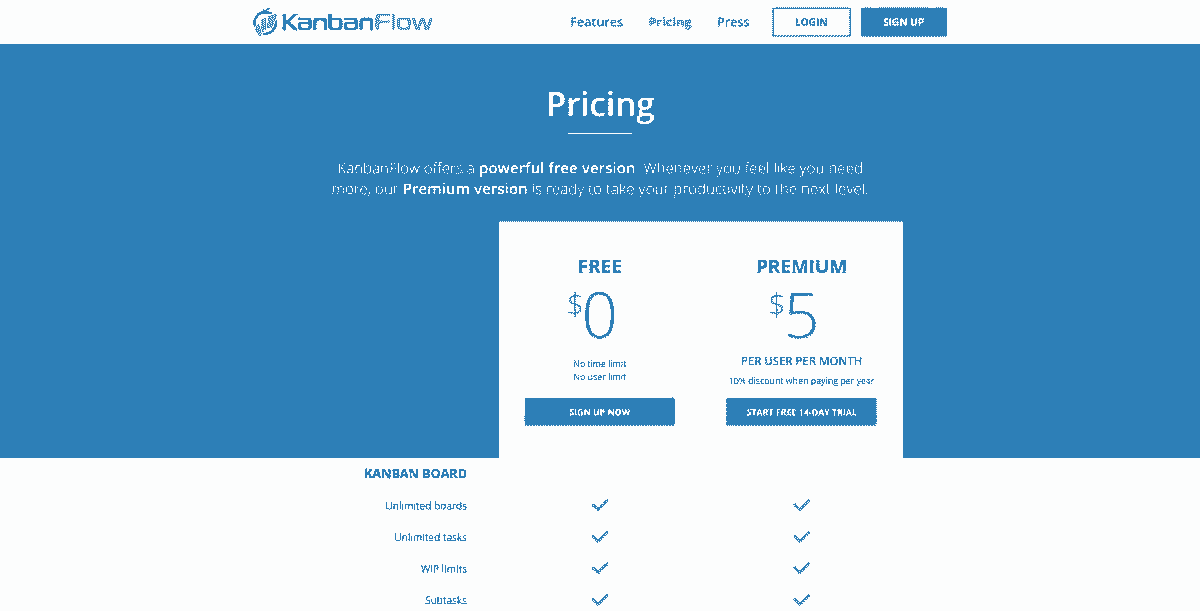 KanbanFlow
Features Pricing Press LOGIN SIGN UP
Pricing
KanbanFlow offers a powerful free version. Whenever you feel like you need
more, our Premium version is ready to take your productivity to the next level.
FREE PREMIUM
$0 $5
No time limit
No user limit
PER USER PER MONTH
10% discount when paying per year
SIGN UP NOW START FREE 14-DAY TRIAL
KANBAN BOARD
Unlimited boards
Unlimited tasks
WIP limits
Subtasks